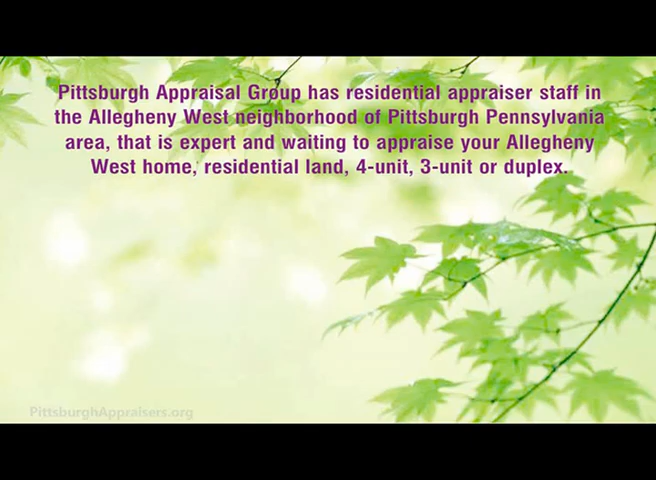 Pittsburgh Appraisal Group has residential appraiser staff in
the Allegheny West neighborhood of Pittsburgh Pennsylvania
area, that is expert and waiting to appraise your Allegheny
West home, residential land, 4-unit, 3-unit or duplex.
PittsburghAppraisers.org